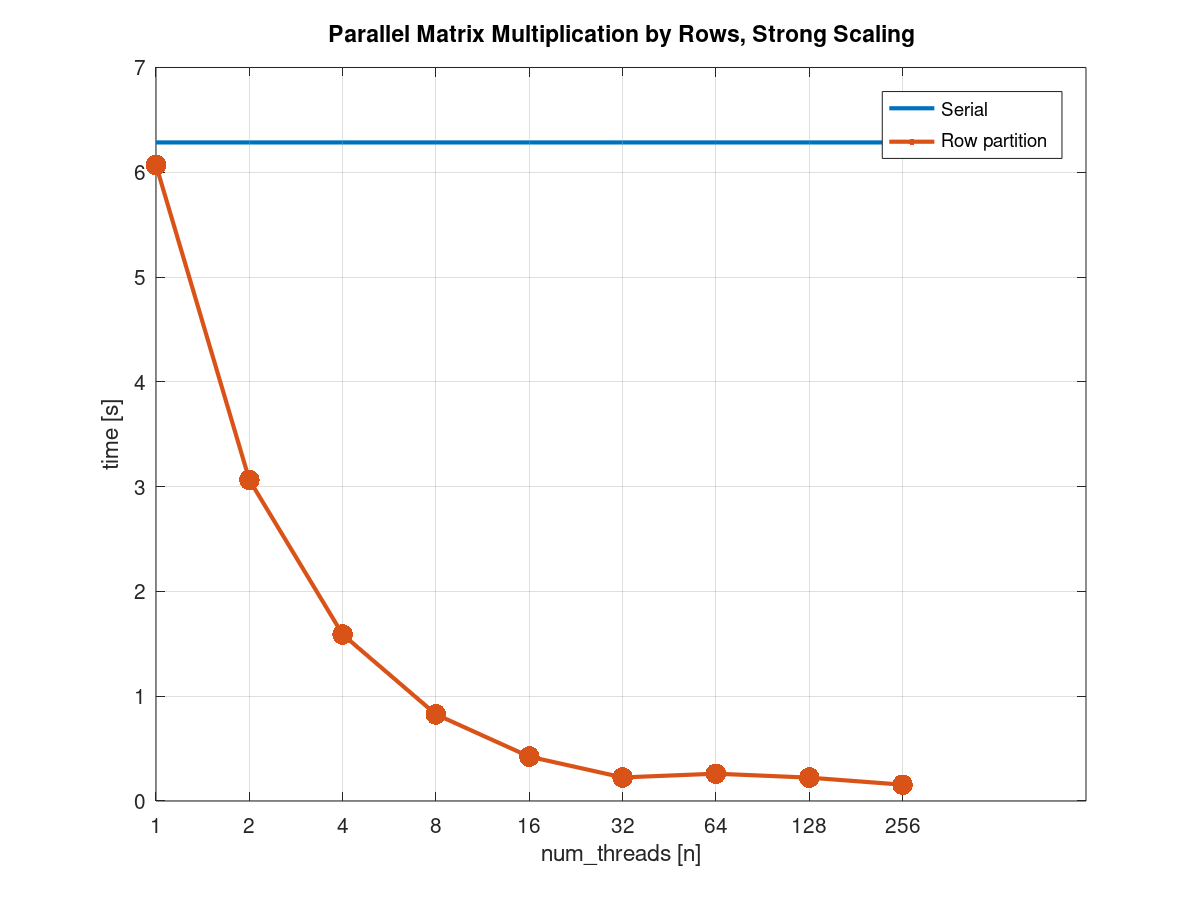 Parallel Matrix Multiplication by Rows, Strong Scaling
7
Serial
Row partition
6
5
4
3
2
1
0
time [s]
1 2 4 8 16 32 64 128 256
num_threads [n]